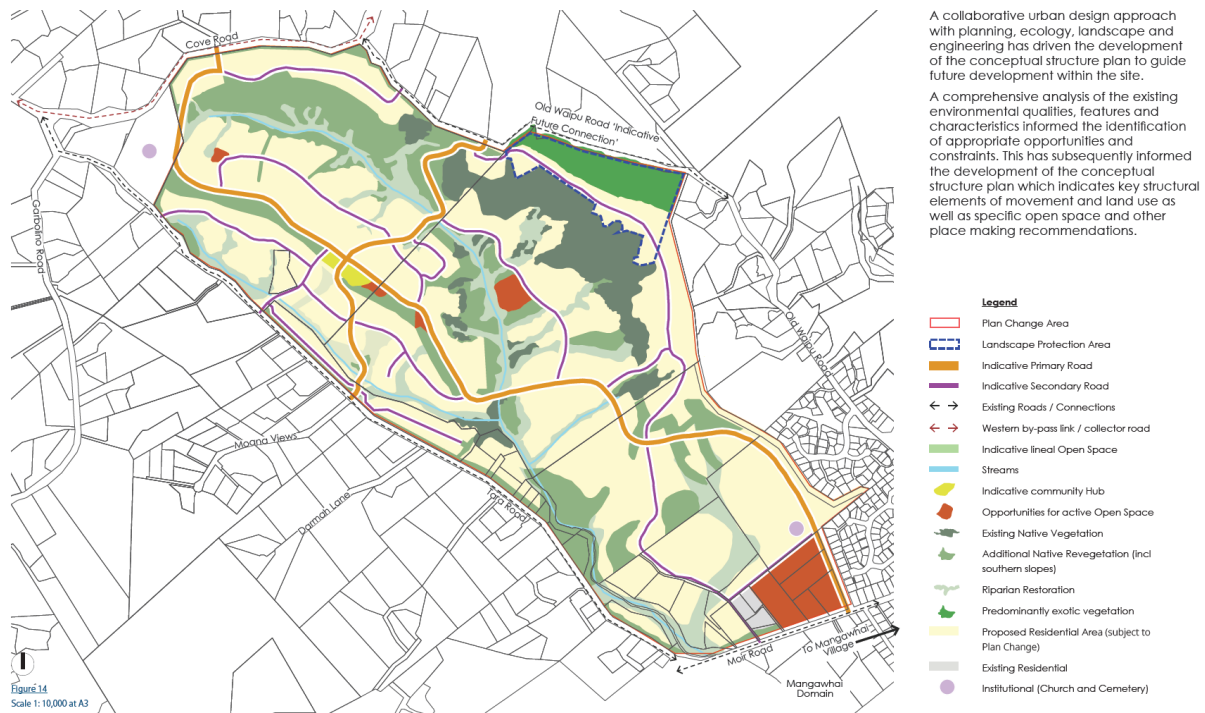 A collaborative urban design approach
with planning, ecology, landscape and
engineering has driven the development
of the conceptual structure plan to guide
future development within the site.
A comprehensive analysis of the existing
environmental qualities, features and
characteristics informed the identification
of appropriate opportunities and
constraints. This has subsequently informed
the development of the conceptual
structure plan which indicates key structural
elements of movement and land use as
well as specific open space and other
place making recommendations.
Cove Road
Old Waipu Road 'Indicative
Future Connection'
Garbolino Road
Old Waipu Road
Moana Views
Darmah Lane
Tara Road
Moir Road
To Mangawhai
Village
Mangawhai
Domain
Legend
Plan Change Area
Landscape Protection Area
Indicative Primary Road
Indicative Secondary Road
Existing Roads / Connections
Western by-pass link / collector road
Indicative lineal Open Space
Streams
Indicative community Hub
Opportunities for active Open Space
Existing Native Vegetation
Additional Native Revegetation (incl
southern slopes)
Riparian Restoration
Predominantly exotic vegetation
Proposed Residential Area (subject to
Plan Change)
Existing Residential
Institutional (Church and Cemetery)
Figure 14
Scale 1: 10,000 at A3